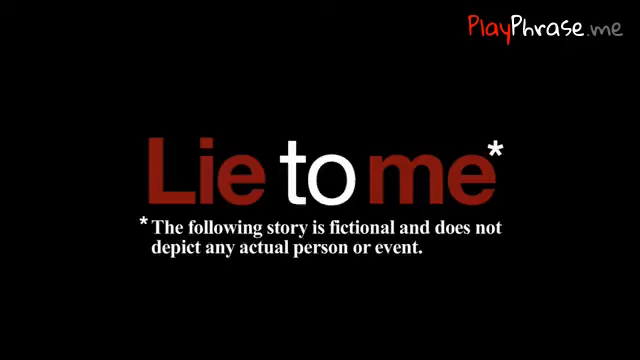 PlayPhrase.me
Lie to me*
* The following story is fictional and does not
depict any actual person or event.